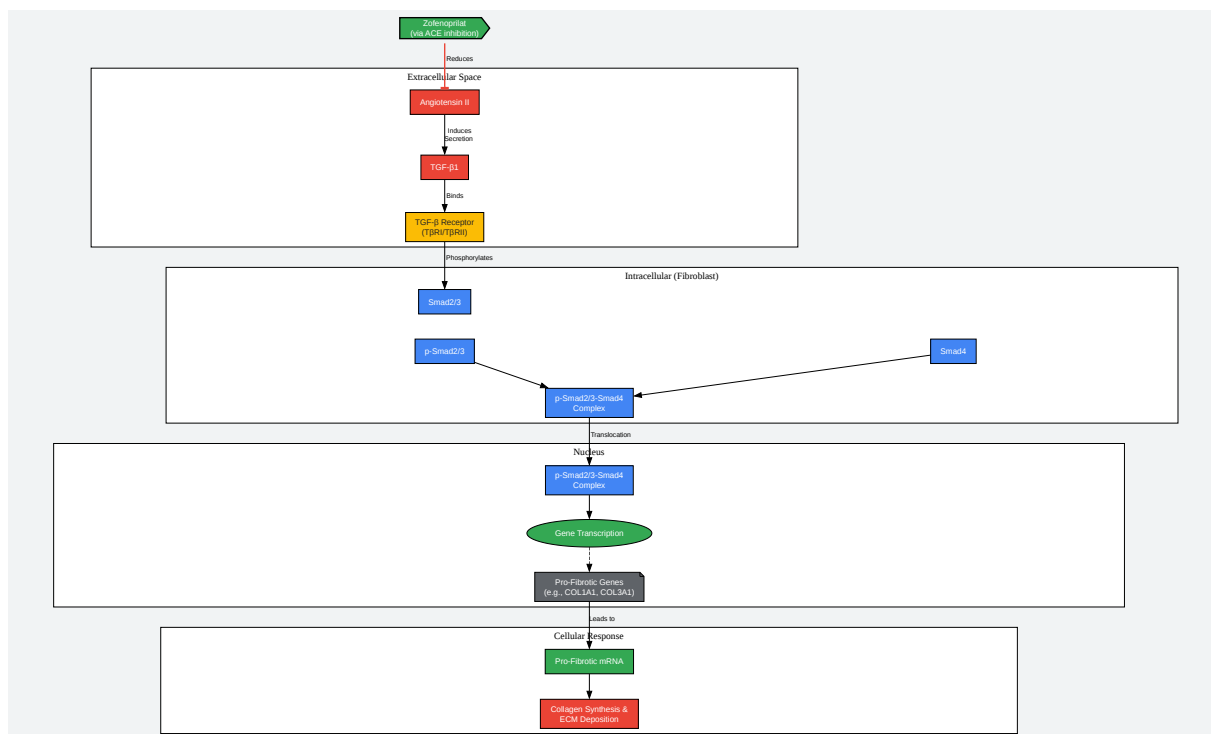 Zofenoprilat
(via ACE inhibition)
Reduces
Extracellular Space
Angiotensin II
Induces
Secretion
TGF-β1
Binds
TGF-β Receptor
(TβRI/TβRII)
Phosphorylates
Intracellular (Fibroblast)
Smad2/3
p-Smad2/3
Smad4
p-Smad2/3-Smad4
Complex
Translocation
Nucleus
p-Smad2/3-Smad4
Complex
Gene Transcription
Pro-Fibrotic Genes
(e.g., COL1A1, COL3A1)
Leads to
Cellular Response
Pro-Fibrotic mRNA
Collagen Synthesis &
ECM Deposition